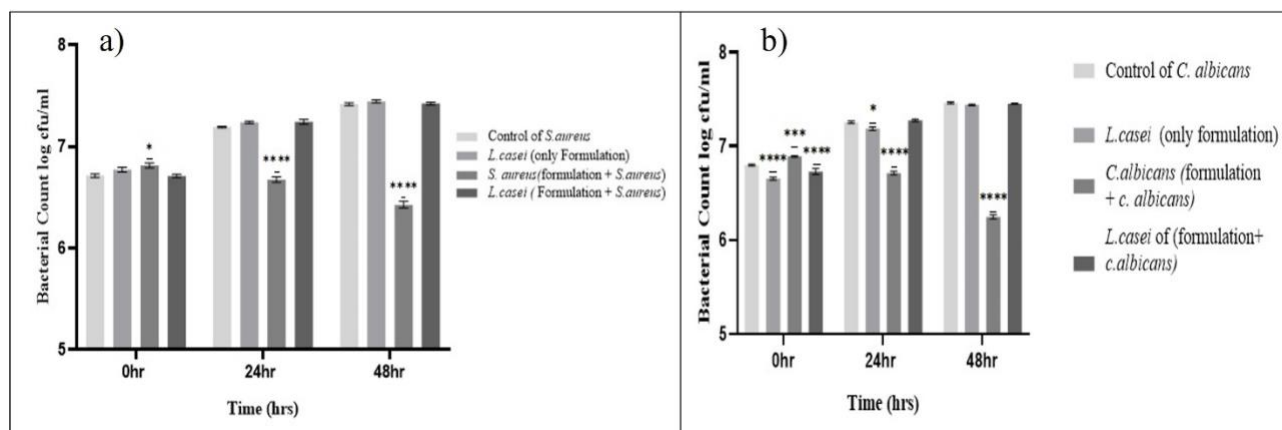 a)
Bacterial Count log cfu/ml
8
7
6
5
*
****
****
0hr 24hr 48hr
Time (hrs)
Control of S.aureus
L.casei (only Formulation)
S. aureus(formulation + S.aureus)
L.casei ( Formulation + S.aureus)
b)
Bacterial Count log cfu/ml
8
7
6
5
**** *** ****
* ****
****
0hr 24hr 48hr
Time (hrs)
Control of C. albicans
L.casei (only formulation)
C.albicans (formulation
+ c. albicans)
L.casei of (formulation+
c.albicans)